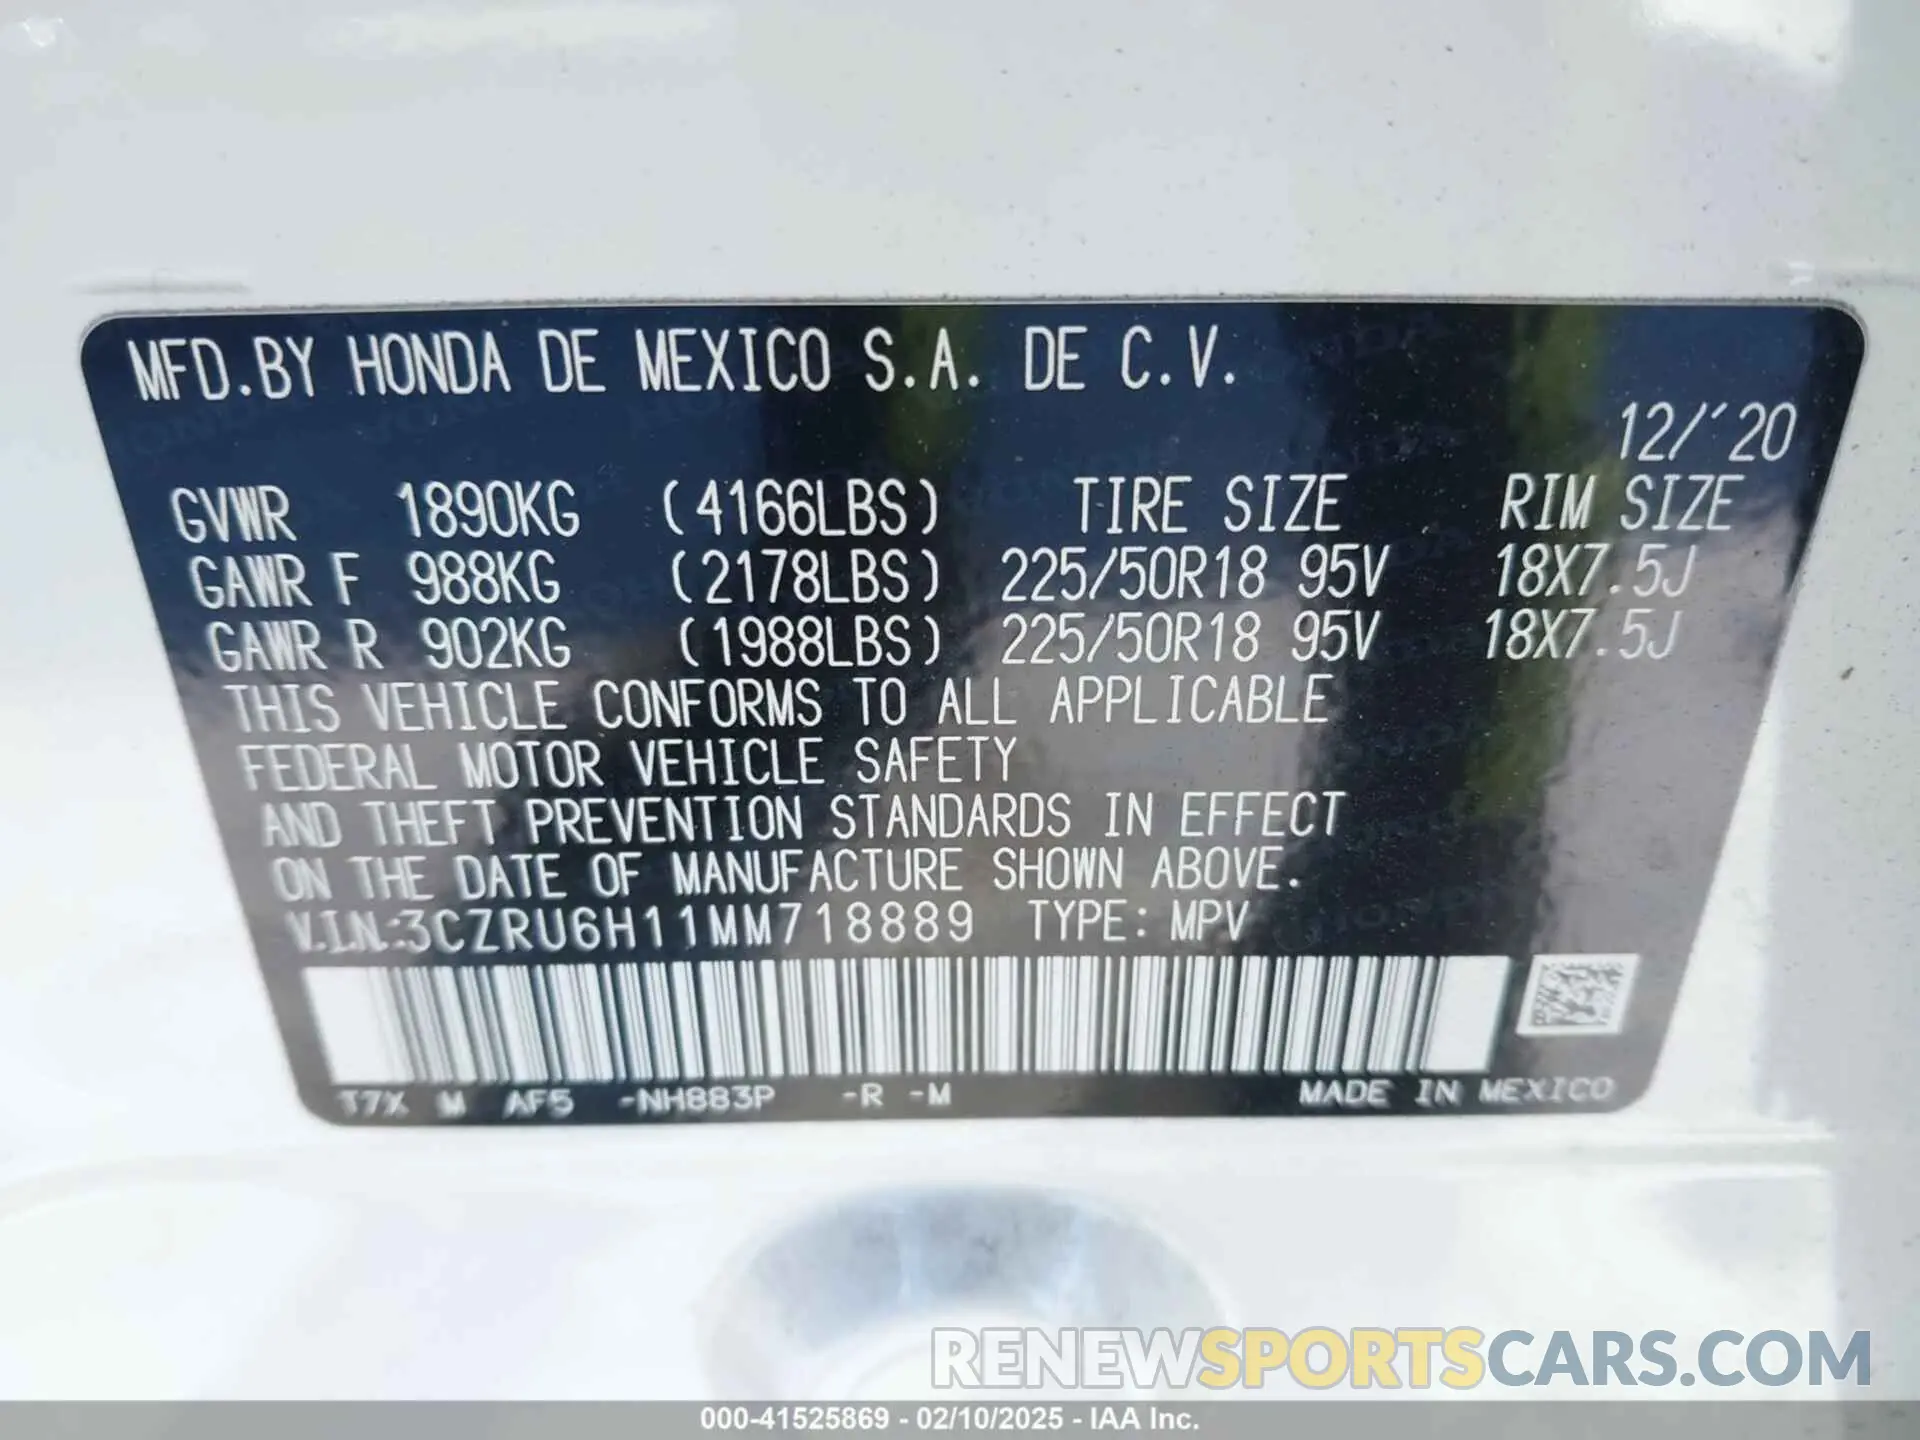 MFD.BY HONDA DE MEXICO S.A. DE C.V.
12/'20
GVWR 1890KG (4166LBS) TIRE SIZE RIM SIZE
GAWR F 988KG (2178LBS) 225/50R18 95V 18X7.5J
GAWR R 902KG (1988LBS) 225/50R18 95V 18X7.5J
THIS VEHICLE CONFORMS TO ALL APPLICABLE
FEDERAL MOTOR VEHICLE SAFETY
AND THEFT PREVENTION STANDARDS IN EFFECT
ON THE DATE OF MANUFACTURE SHOWN ABOVE.
V.I.N.:3CZRU6H11MM718889 TYPE: MPV
T7X M AF5 -NH883P -R -M MADE IN MEXICO
RENEWSPORTSCARS.COM
000-41525869 - 02/10/2025 - IAA Inc.